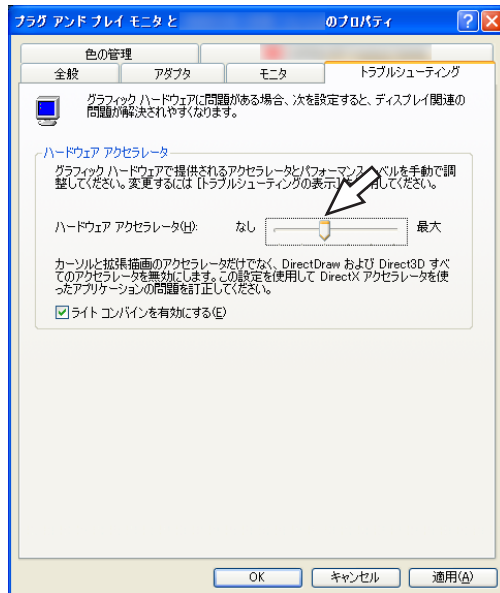 プラグ アンド プレイ モニタ と のプロパティ
色の管理
全般 アダプタ モニタ トラブルシューティング
グラフィック ハードウェアに問題がある場合、次を設定すると、ディスプレイ関連の
問題が解決されやすくなります。
ハードウェア アクセラレータ
グラフィック ハードウェアで提供されるアクセラレータとパフォーマンス レベルを手動で調
整してください。変更するには [トラブルシューティングの表示] を 用してください。
ハードウェア アクセラレータ(H): なし 最大
カーソルと拡張描画のアクセラレータだけでなく、DirectDraw および Direct3D すべ
てのアクセラレータを無効にします。この設定を使用して DirectX アクセラレータを使
ったアプリケーションの問題を訂正してください。
ライト コンバインを有効にする(E)
OK キャンセル 適用(A)